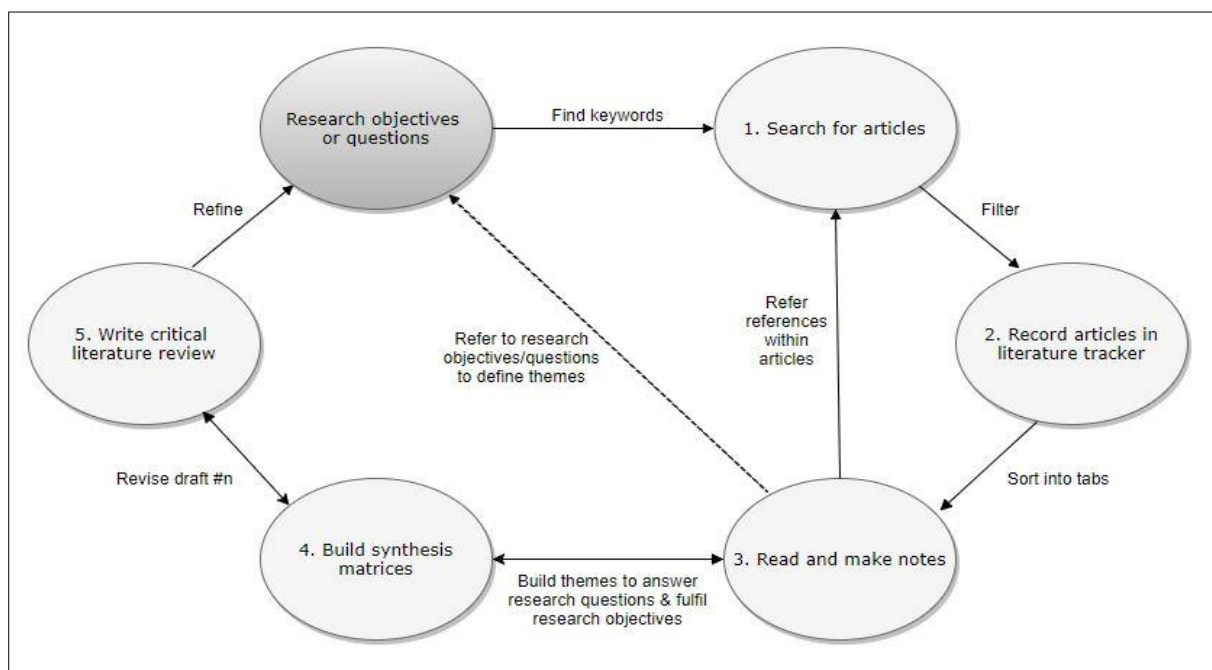 Research objectives
or questions
Find keywords
1. Search for articles
Refine
Filter
5. Write critical
literature review
Refer to research
objectives/questions
to define themes
Refer
references
within
articles
2. Record articles in
literature tracker
Revise draft #n
Sort into tabs
4. Build synthesis
matrices
3. Read and make notes
Build themes to answer
research questions & fulfil
research objectives